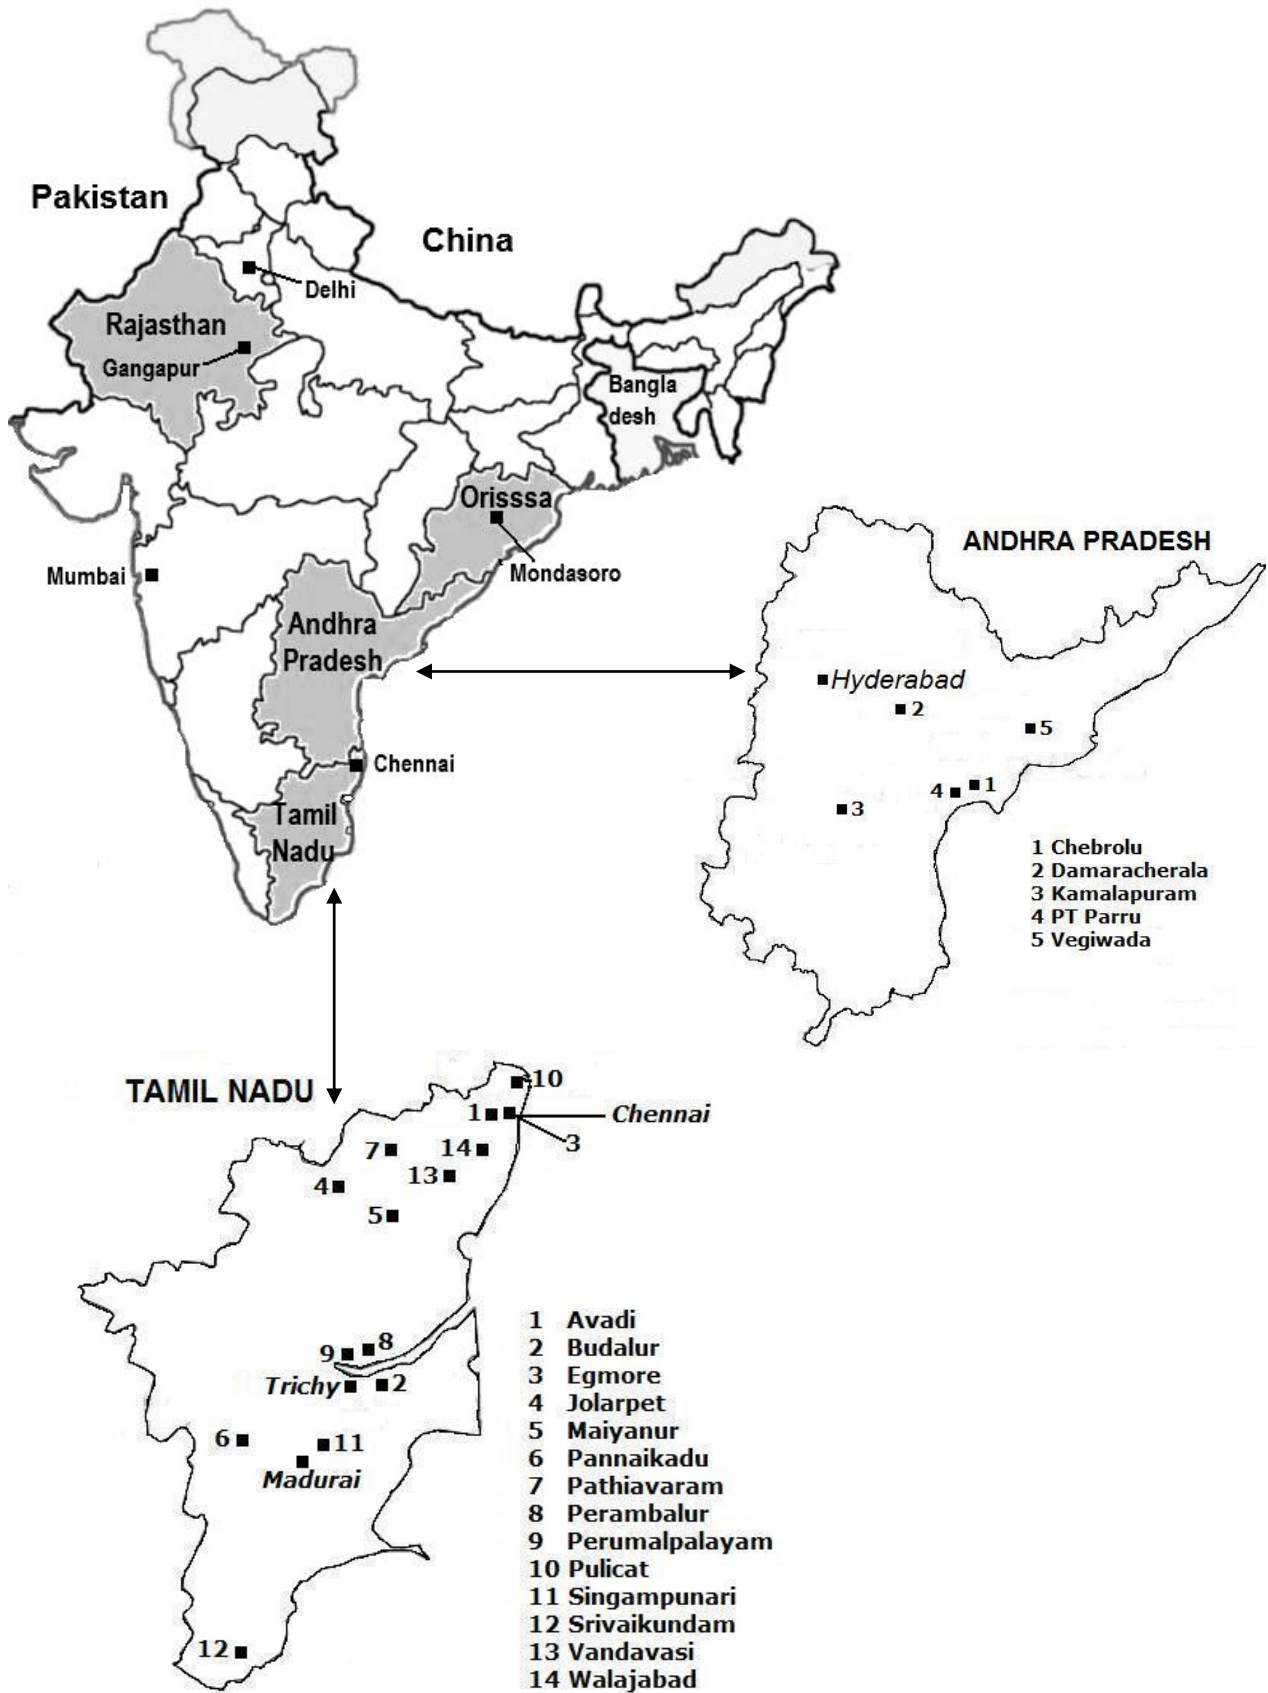 Pakistan
China
Delhi
Rajasthan
Gangapur
Bangla
desh
Orisssa
Mondasoro
Mumbai
Andhra
Pradesh
Chennai
Tamil
Nadu
ANDHRA PRADESH
Hyderabad
2
5
4
1
3
1 Chebrolu
2 Damaracherala
3 Kamalapuram
4 PT Parru
5 Vegiwada
TAMIL NADU
10
1
Chennai
3
7
14
13
4
5
9
8
Trichy
2
6
11
Madurai
12
1 Avadi
2 Budalur
3 Egmore
4 Jolarpet
5 Maiyanur
6 Pannaikadu
7 Pathiavaram
8 Perambalur
9 Perumalpalayam
10 Pulicat
11 Singampunari
12 Srivaikundam
13 Vandavasi
14 Walajabad